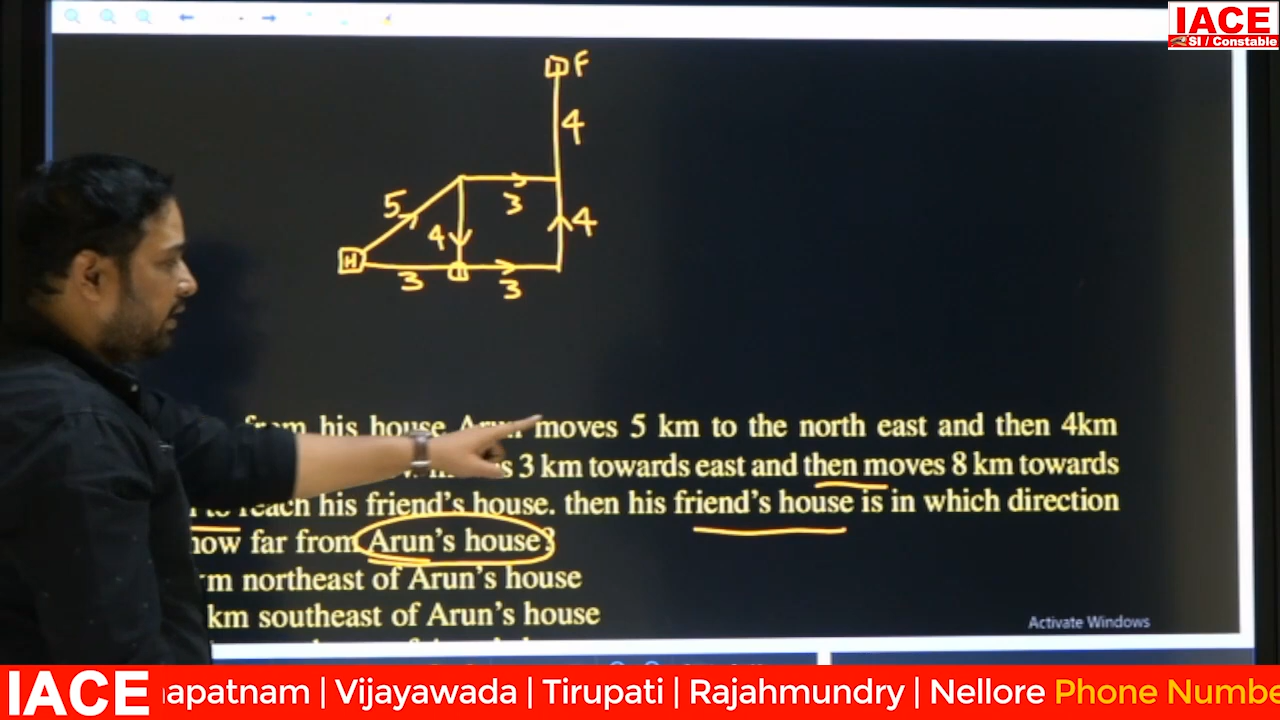 IACE
SI / Constable
F
4
5
3
4
4
H
3
3
from his house Arun moves 5 km to the north east and then 4km
3 km towards east and then moves 8 km towards
to reach his friend's house. then his friend's house is in which direction
how far from Arun's house?
km northeast of Arun's house
km southeast of Arun's house
Activate Windows
IACE
apatnam | Vijayawada | Tirupati | Rajahmundry | Nellore Phone Numbe